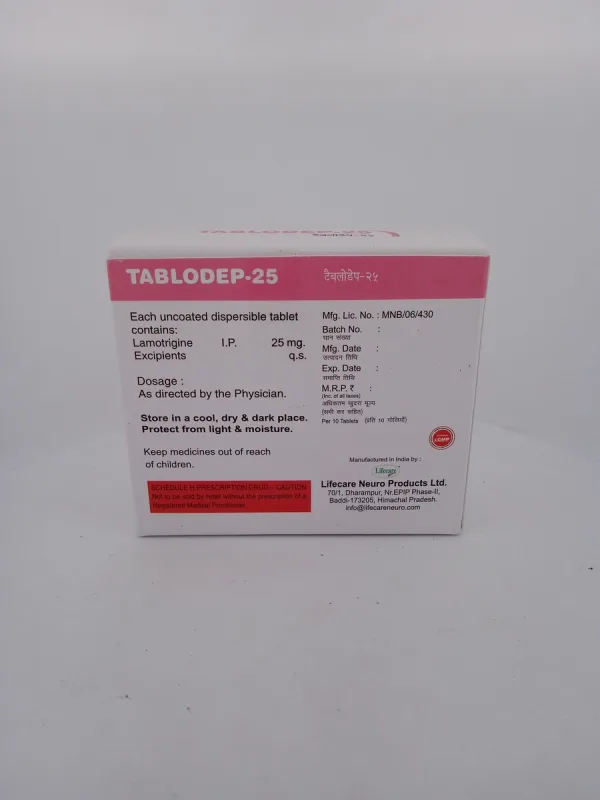 TABLODEP-25
टैबलोडेप-२५
Each uncoated dispersible tablet
contains:
Lamotrigine I.P. 25 mg.
Excipients q.s.
Dosage :
As directed by the Physician.
Store in a cool, dry & dark place.
Protect from light & moisture.
Keep medicines out of reach
of children.
SCHEDULE H PRESCRIPTION DRUG - CAUTION
Not to be sold by retail without the prescription of a
Registered Medical Practitioner.
Mfg. Lic. No. : MNB/06/430
Batch No. :
घान संख्या
Mfg. Date :
उत्पादन तिथि
Exp. Date :
समाप्ति तिथि
M.R.P. ₹ :
(Inc. of all taxes)
अधिकतम खुदरा मूल्य
(सभी कर सहित)
Per 10 Tablets (प्रति 10 गोलियाँ)
Manufactured in India by :
Lifecare
Lifecare Neuro Products Ltd.
70/1, Dharampur, Nr.EPIP Phase-II,
Baddi-173205, Himachal Pradesh.
info@lifecareneuro.com